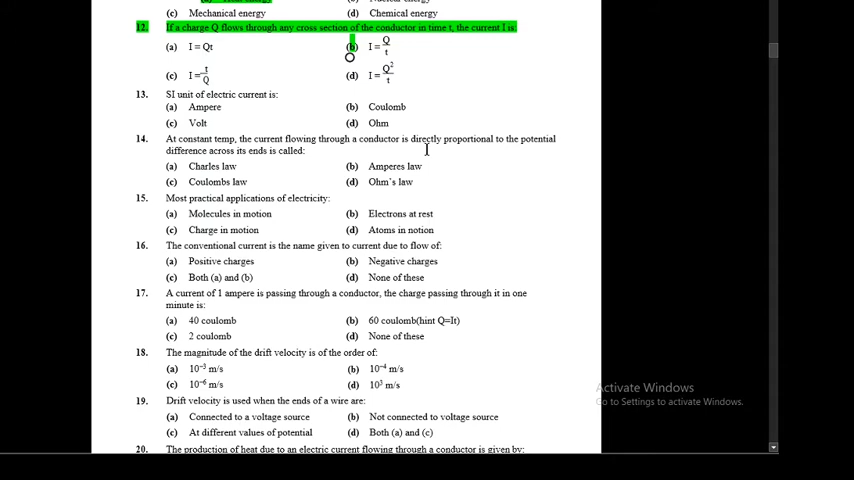 (c) Mechanical energy (d) Chemical energy
12. If a charge Q flows through any cross section of the conductor in time t, the current I is:
(a) I = Qt (b) I = Q/t
(c) I = t/Q (d) I = Q²/t
13. SI unit of electric current is:
(a) Ampere (b) Coulomb
(c) Volt (d) Ohm
14. At constant temp, the current flowing through a conductor is directly proportional to the potential
difference across its ends is called:
(a) Charles law (b) Amperes law
(c) Coulombs law (d) Ohm's law
15. Most practical applications of electricity:
(a) Molecules in motion (b) Electrons at rest
(c) Charge in motion (d) Atoms in notion
16. The conventional current is the name given to current due to flow of:
(a) Positive charges (b) Negative charges
(c) Both (a) and (b) (d) None of these
17. A current of 1 ampere is passing through a conductor, the charge passing through it in one
minute is:
(a) 40 coulomb (b) 60 coulomb(hint Q=It)
(c) 2 coulomb (d) None of these
18. The magnitude of the drift velocity is of the order of:
(a) 10⁻³ m/s (b) 10⁻⁴ m/s
(c) 10⁻⁶ m/s (d) 10³ m/s
19. Drift velocity is used when the ends of a wire are:
(a) Connected to a voltage source (b) Not connected to voltage source
(c) At different values of potential (d) Both (a) and (c)
20. The production of heat due to an electric current flowing through a conductor is given by:
Activate Windows
Go to Settings to activate Windows.